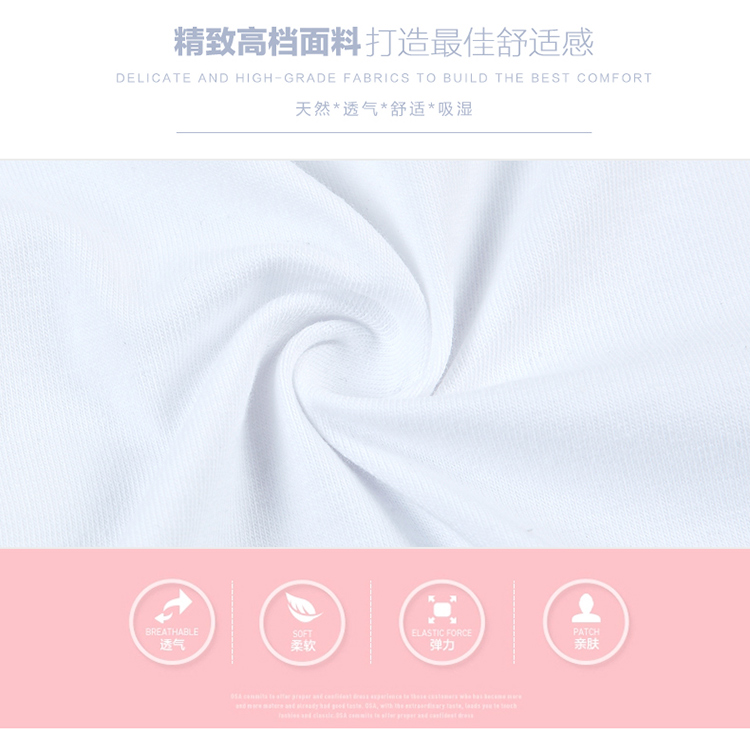 精致高档面料 打造最佳舒适感
DELICATE AND HIGH-GRADE FABRICS TO BUILD THE BEST COMFORT
天然*透气*舒适*吸湿
BREATHABLE
透气
SOFT
柔软
ELASTIC FORCE
弹力
PATCH
亲肤